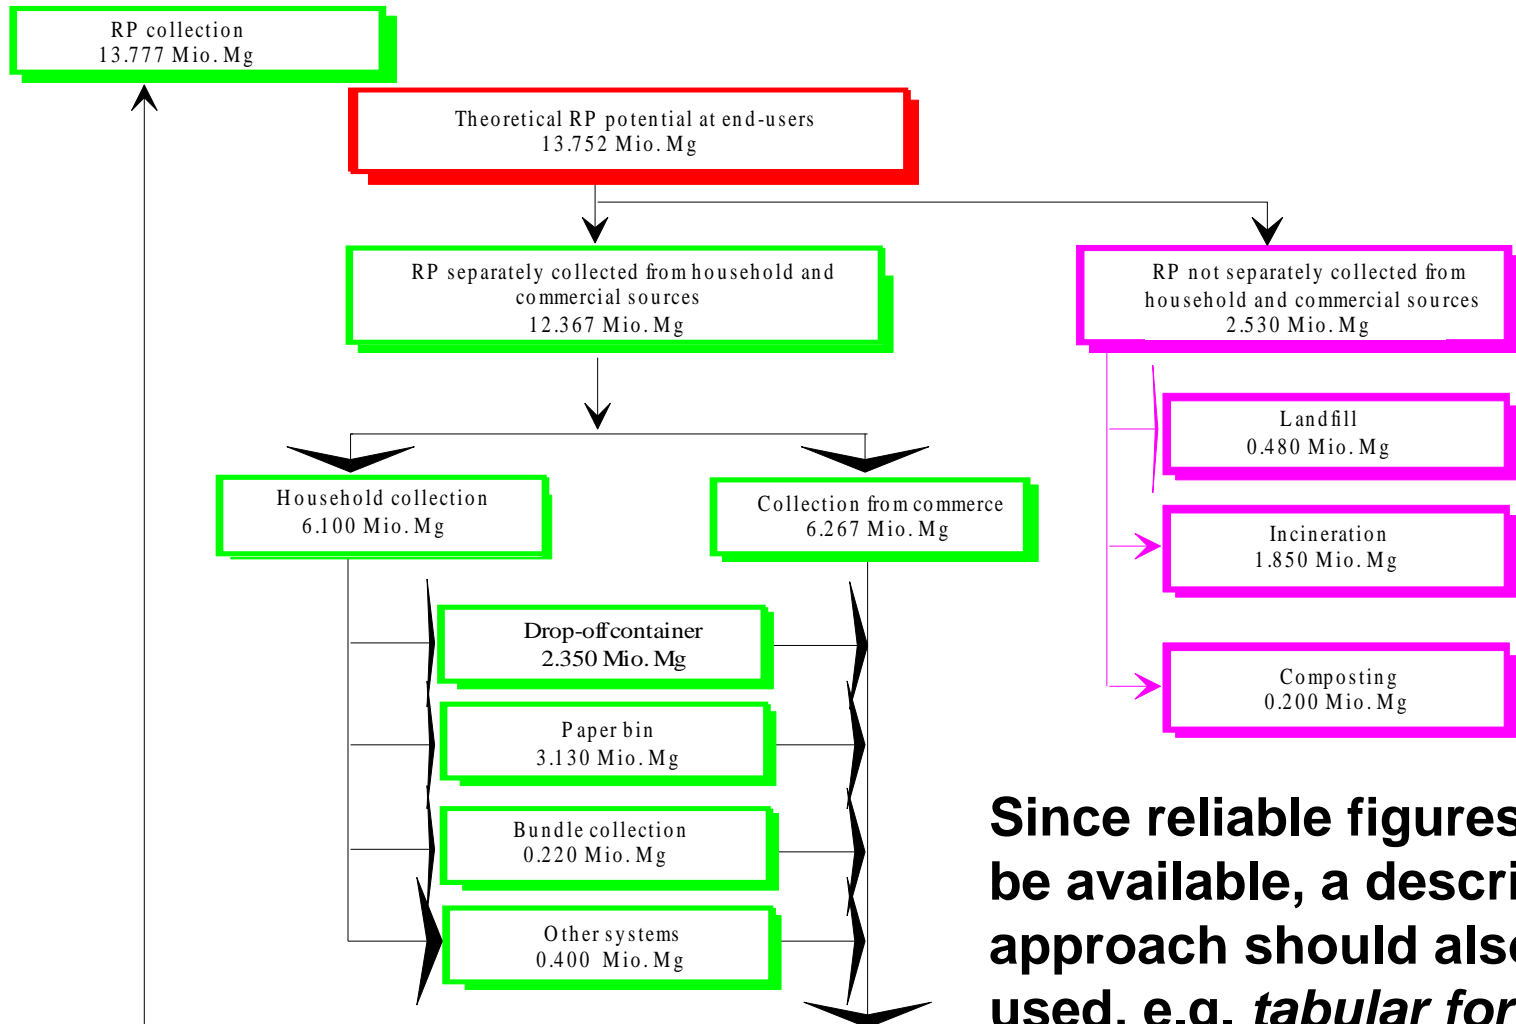 RP collection
13.777 Mio. Mg
Theoretical RP potential at end-users
13.752 Mio. Mg
RP separately collected from household and
commercial sources
12.367 Mio. Mg
RP not separately collected from
household and commercial sources
2.530 Mio. Mg
Landfill
0.480 Mio. Mg
Household collection
6.100 Mio. Mg
Collection from commerce
6.267 Mio. Mg
Incineration
1.850 Mio. Mg
Drop-off container
2.350 Mio. Mg
Composting
0.200 Mio. Mg
Paper bin
3.130 Mio. Mg
Bundle collection
0.220 Mio. Mg
Other systems
0.400 Mio. Mg
Since reliable figures
be available, a descri
approach should als
used, e.g. tabular for